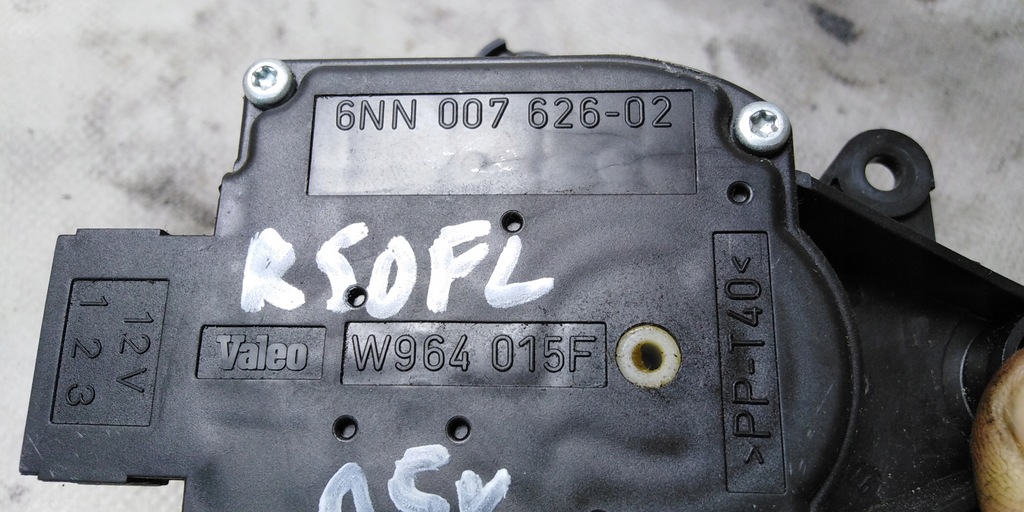 6NN 007 626-02
R50FL
12V
1 2 3
Valeo
W964 015F
>PP-T40<